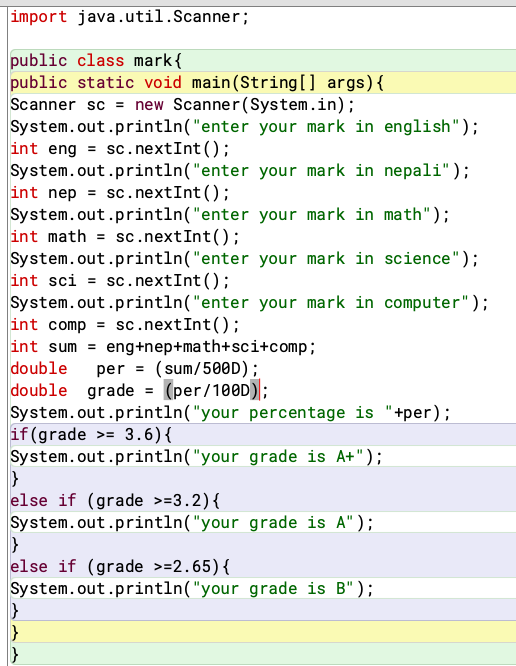 import java.util.Scanner;
public class mark{
public static void main(String[] args){
Scanner sc = new Scanner(System.in);
System.out.println("enter your mark in english");
int eng = sc.nextInt();
System.out.println("enter your mark in nepali");
int nep = sc.nextInt();
System.out.println("enter your mark in math");
int math = sc.nextInt();
System.out.println("enter your mark in science");
int sci = sc.nextInt();
System.out.println("enter your mark in computer");
int comp = sc.nextInt();
int sum = eng+nep+math+sci+comp;
double   per = (sum/500D);
double  grade = (per/100D);
System.out.println("your percentage is "+per);
if(grade >= 3.6){
System.out.println("your grade is A+");
}
else if (grade >=3.2){
System.out.println("your grade is A");
}
else if (grade >=2.65){
System.out.println("your grade is B");
}
}
}